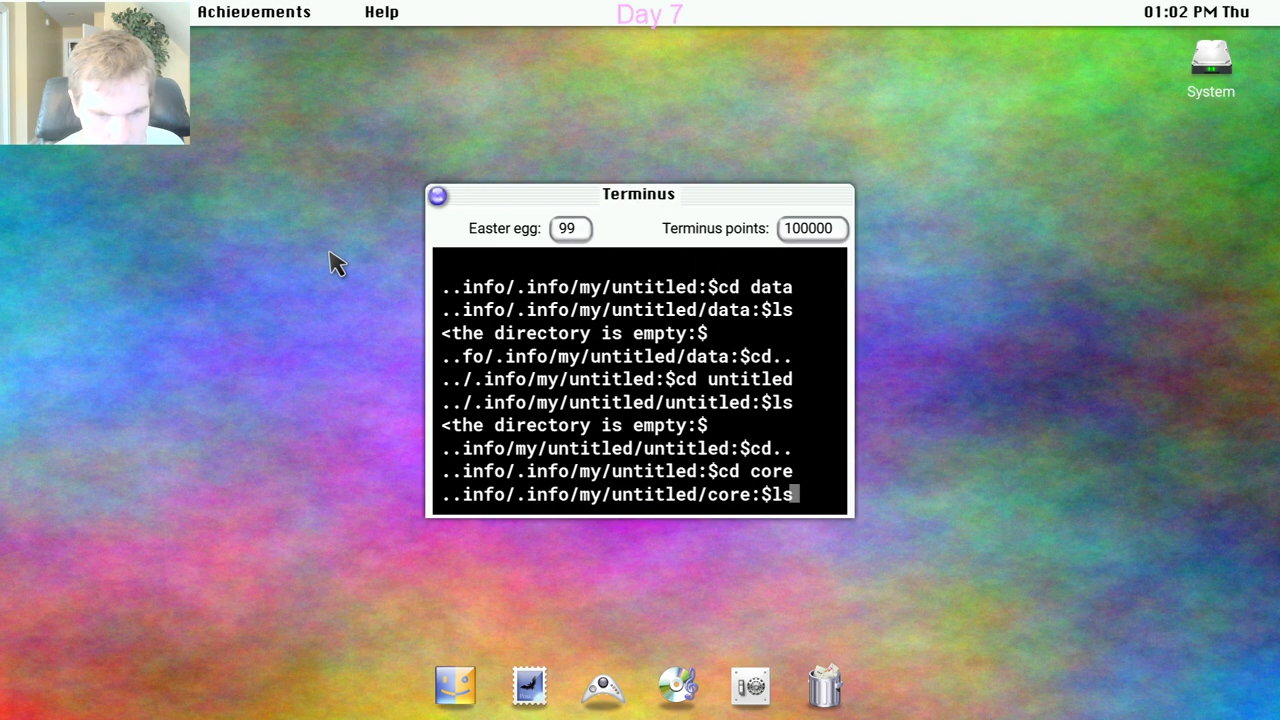 Achievements Help Day 7 01:02 PM Thu
System
Terminus
Easter egg: 99 Terminus points: 100000
..info/.info/my/untitled:$cd data
..info/.info/my/untitled/data:$ls
<the directory is empty:$
..fo/.info/my/untitled/data:$cd..
../.info/my/untitled:$cd untitled
../.info/my/untitled/untitled:$ls
<the directory is empty:$
..info/my/untitled/untitled:$cd..
..info/.info/my/untitled:$cd core
..info/.info/my/untitled/core:$ls